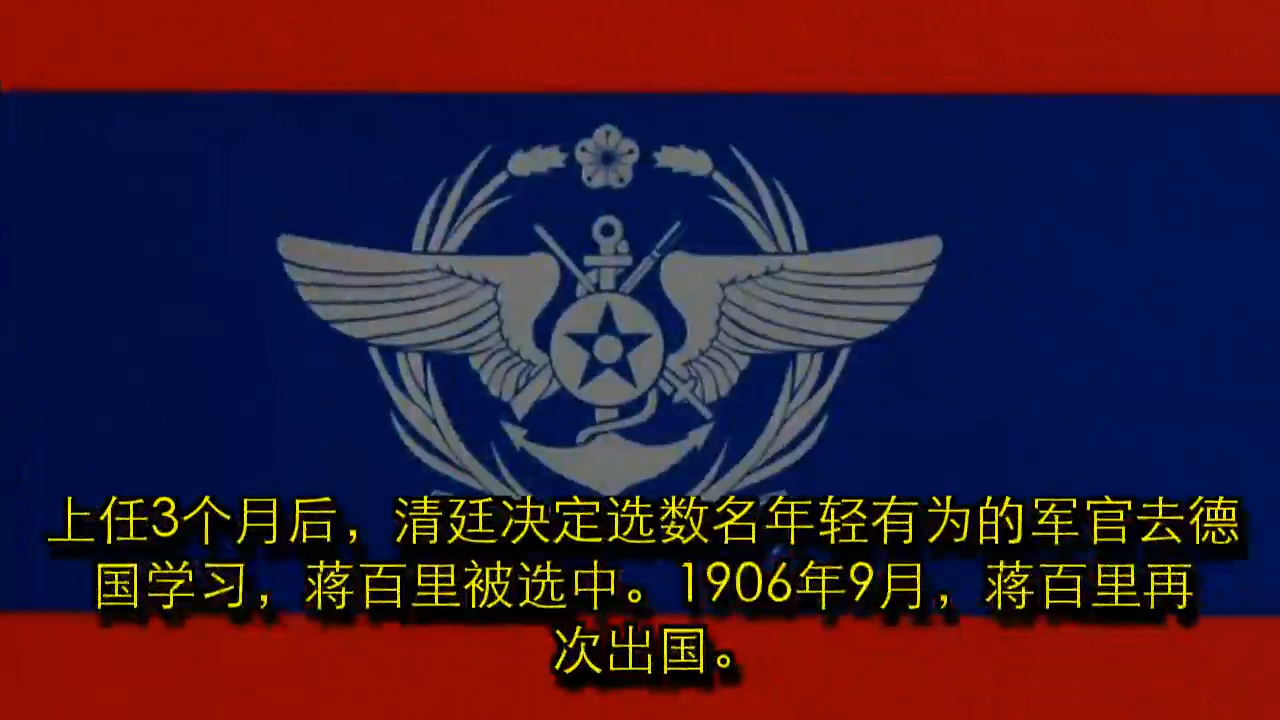 上任3个月后，清廷决定选数名年轻有为的军官去德
国学习，蒋百里被选中。1906年9月，蒋百里再
次出国。